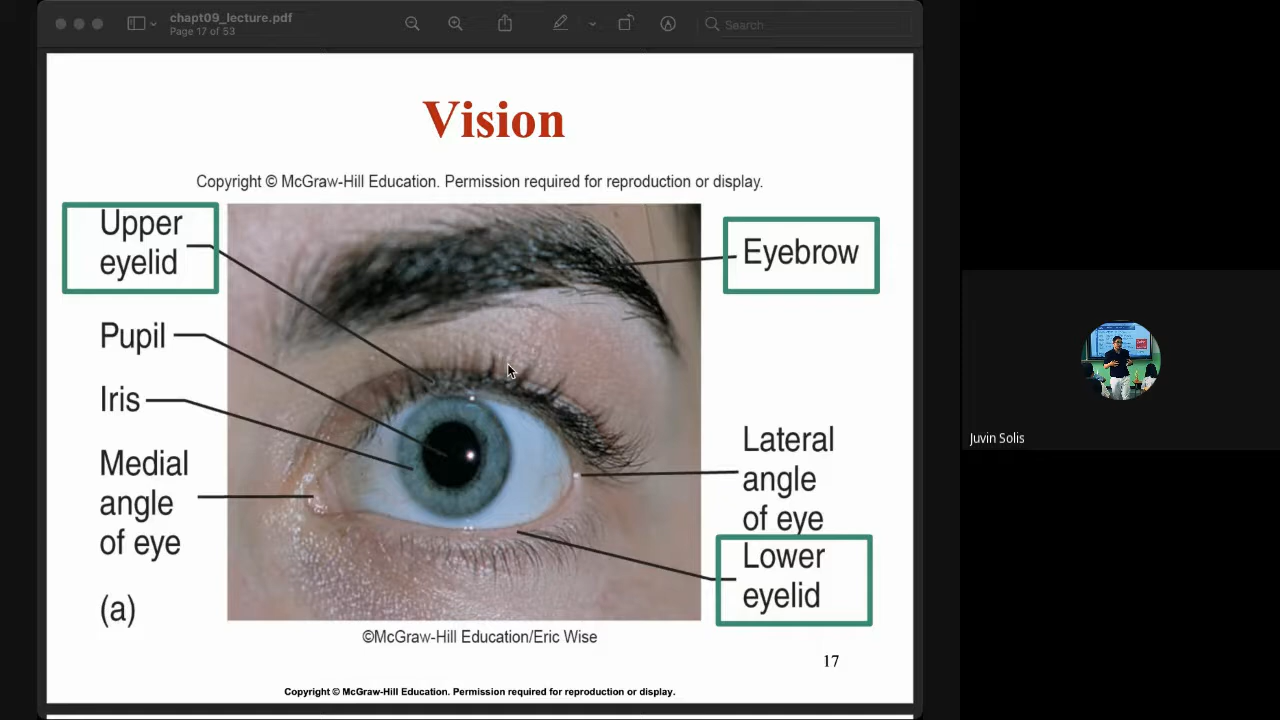 chapt09_lecture.pdf
Page 17 of 53
Search
Vision
Copyright © McGraw-Hill Education. Permission required for reproduction or display.
Upper
eyelid
Pupil
Iris
Medial
angle
of eye
(a)
Eyebrow
Lateral
angle
of eye
Lower
eyelid
©McGraw-Hill Education/Eric Wise
17
Copyright © McGraw-Hill Education. Permission required for reproduction or display.
Juvin Solis